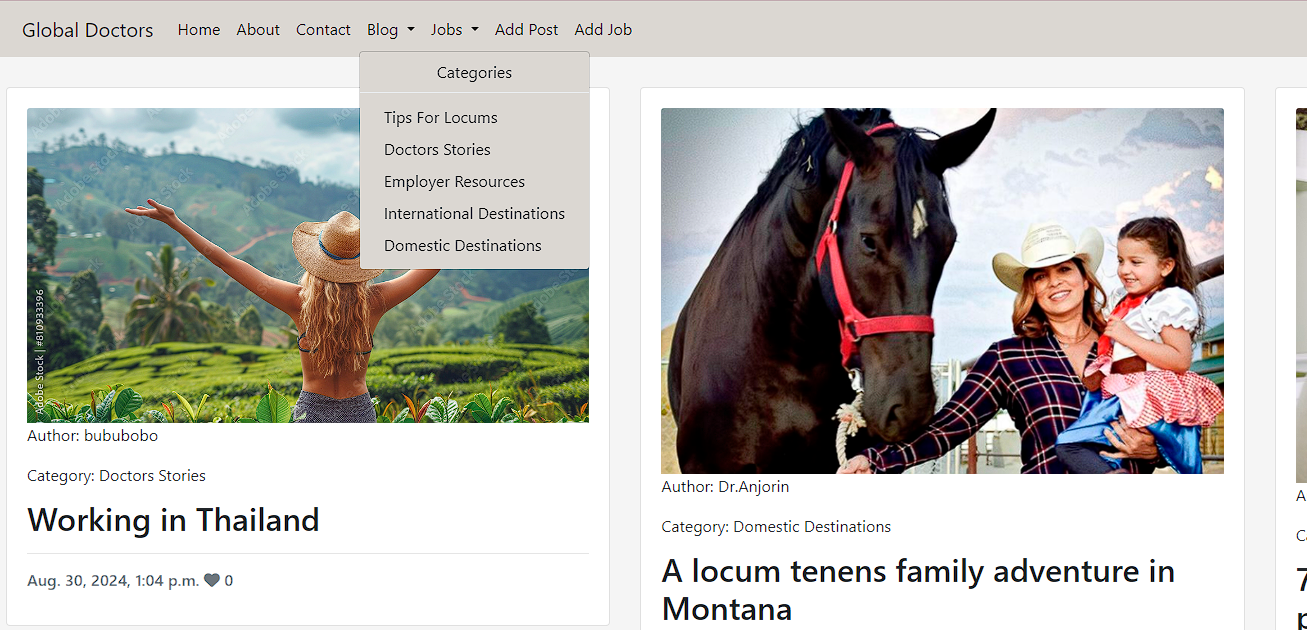 Global Doctors Home About Contact Blog Jobs Add Post Add Job
Categories
Tips For Locums
Doctors Stories
Employer Resources
International Destinations
Domestic Destinations
Adobe Stock | #810933396
Author: bububobo
Category: Doctors Stories
Working in Thailand
Aug. 30, 2024, 1:04 p.m. 0
Author: Dr.Anjorin
Category: Domestic Destinations
A locum tenens family adventure in
Montana